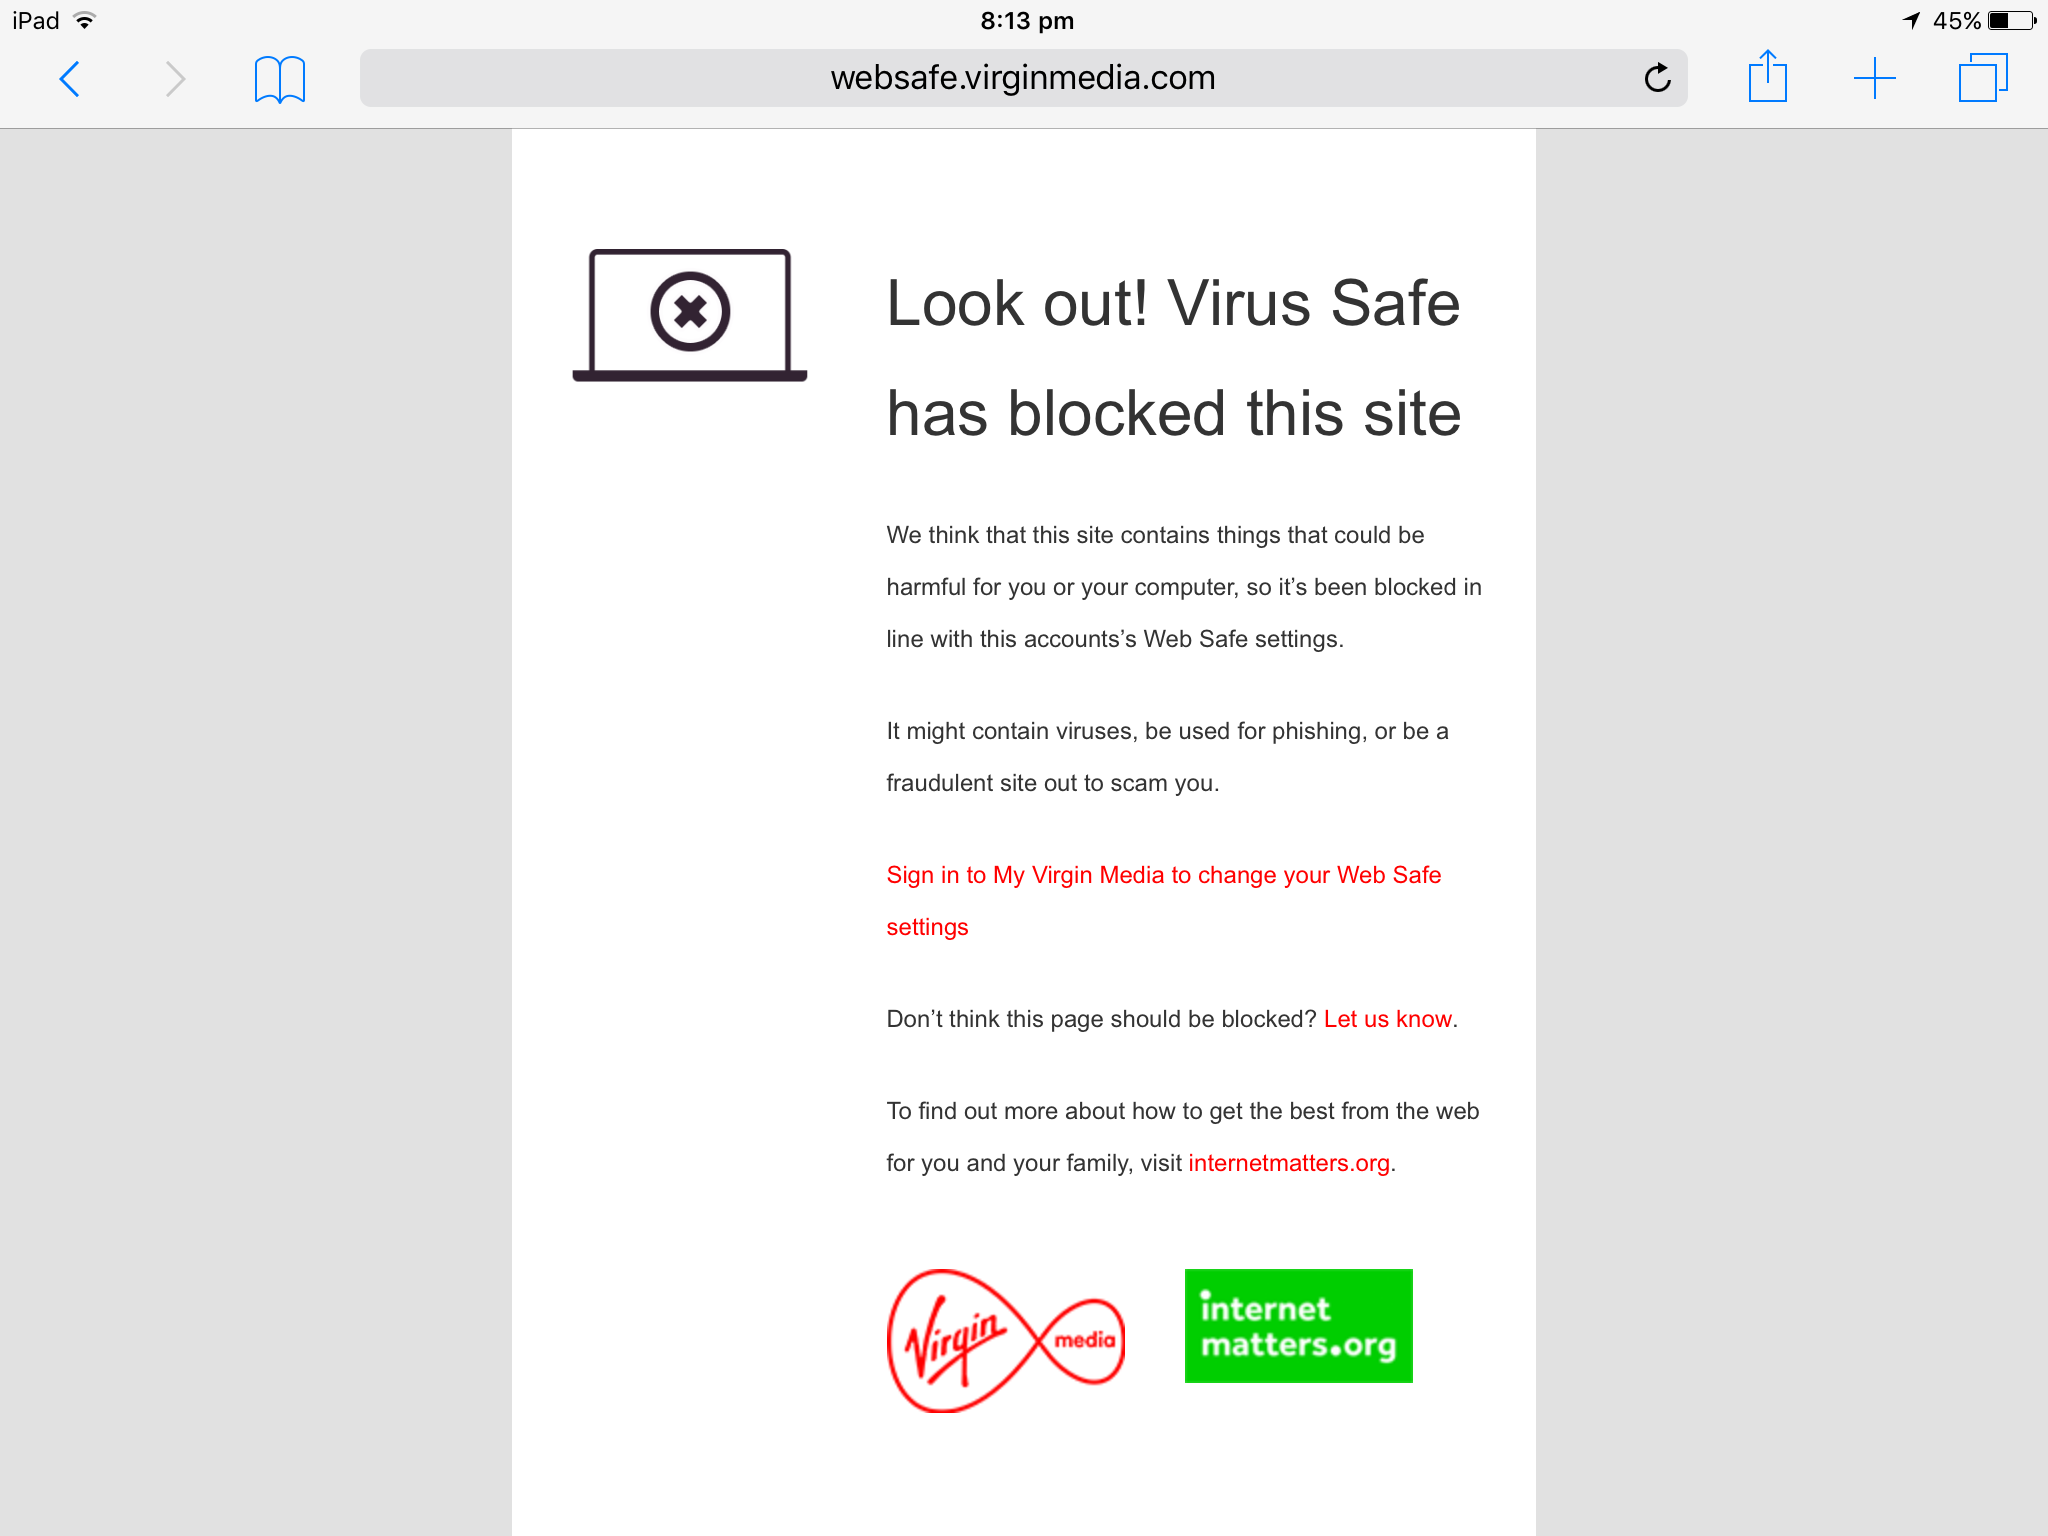 iPad
8:13 pm
45%
websafe.virginmedia.com
Look out! Virus Safe
has blocked this site
We think that this site contains things that could be
harmful for you or your computer, so it’s been blocked in
line with this accounts’s Web Safe settings.
It might contain viruses, be used for phishing, or be a
fraudulent site out to scam you.
Sign in to My Virgin Media to change your Web Safe
settings
Don’t think this page should be blocked? Let us know.
To find out more about how to get the best from the web
for you and your family, visit internetmatters.org.
Virgin media
internet
matters.org